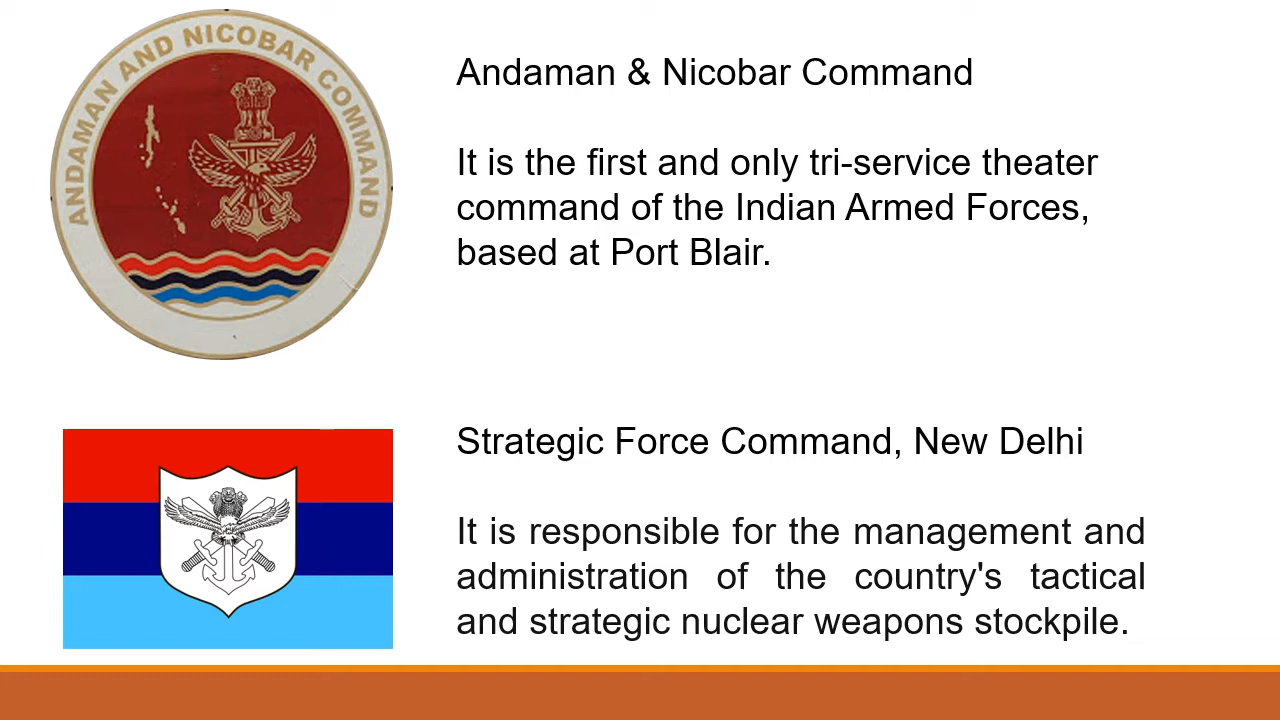 ANDAMAN AND NICOBAR COMMAND
Andaman & Nicobar Command
It is the first and only tri-service theater
command of the Indian Armed Forces,
based at Port Blair.
Strategic Force Command, New Delhi
It is responsible for the management and
administration of the country's tactical
and strategic nuclear weapons stockpile.